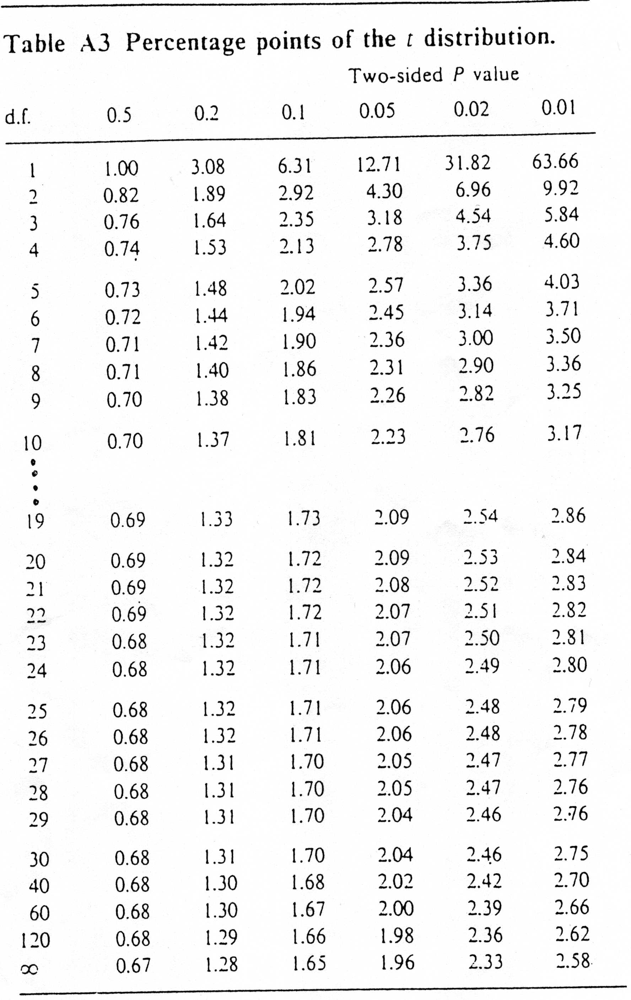 Table A3 Percentage points of the t distribution.
Two-sided P value
d.f. 0.5 0.2 0.1 0.05 0.02 0.01
1 1.00 3.08 6.31 12.71 31.82 63.66
2 0.82 1.89 2.92 4.30 6.96 9.92
3 0.76 1.64 2.35 3.18 4.54 5.84
4 0.74 1.53 2.13 2.78 3.75 4.60
5 0.73 1.48 2.02 2.57 3.36 4.03
6 0.72 1.44 1.94 2.45 3.14 3.71
7 0.71 1.42 1.90 2.36 3.00 3.50
8 0.71 1.40 1.86 2.31 2.90 3.36
9 0.70 1.38 1.83 2.26 2.82 3.25
10 0.70 1.37 1.81 2.23 2.76 3.17
19 0.69 1.33 1.73 2.09 2.54 2.86
20 0.69 1.32 1.72 2.09 2.53 2.84
21 0.69 1.32 1.72 2.08 2.52 2.83
22 0.69 1.32 1.72 2.07 2.51 2.82
23 0.68 1.32 1.71 2.07 2.50 2.81
24 0.68 1.32 1.71 2.06 2.49 2.80
25 0.68 1.32 1.71 2.06 2.48 2.79
26 0.68 1.32 1.71 2.06 2.48 2.78
27 0.68 1.31 1.70 2.05 2.47 2.77
28 0.68 1.31 1.70 2.05 2.47 2.76
29 0.68 1.31 1.70 2.04 2.46 2.76
30 0.68 1.31 1.70 2.04 2.46 2.75
40 0.68 1.30 1.68 2.02 2.42 2.70
60 0.68 1.30 1.67 2.00 2.39 2.66
120 0.68 1.29 1.66 1.98 2.36 2.62
∞ 0.67 1.28 1.65 1.96 2.33 2.58